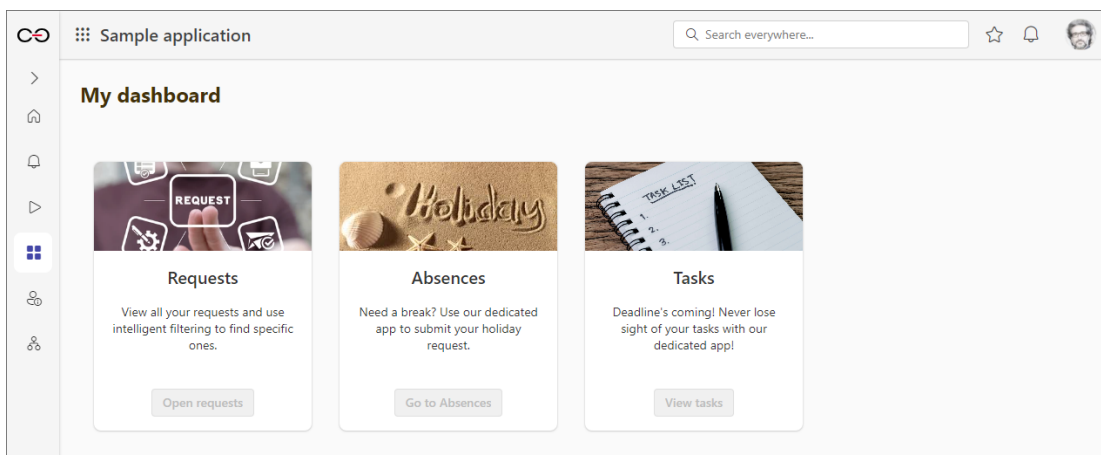 Sample application
Search everywhere...
My dashboard
REQUEST
Holiday
TASK LIST
1.
2.
3.
Requests
Absences
Tasks
View all your requests and use
intelligent filtering to find specific
ones.
Need a break? Use our dedicated
app to submit your holiday
request.
Deadline's coming! Never lose
sight of your tasks with our
dedicated app!
Open requests
Go to Absences
View tasks